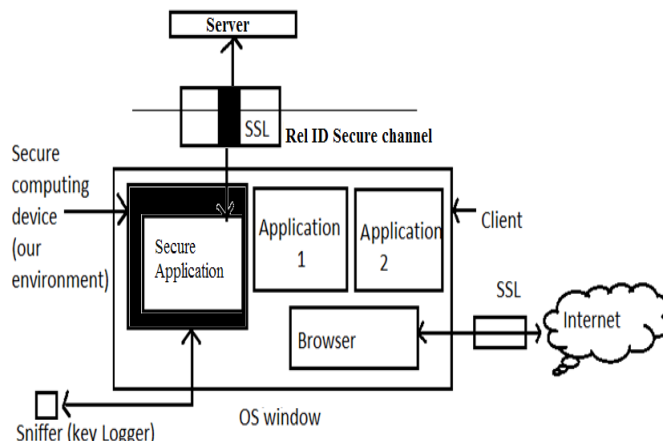 Server
SSL
Rel ID Secure channel
Secure
computing
device
(our
environment)
Secure
Application
Application
1
Application
2
Client
SSL
Internet
Browser
OS window
Sniffer (key Logger)